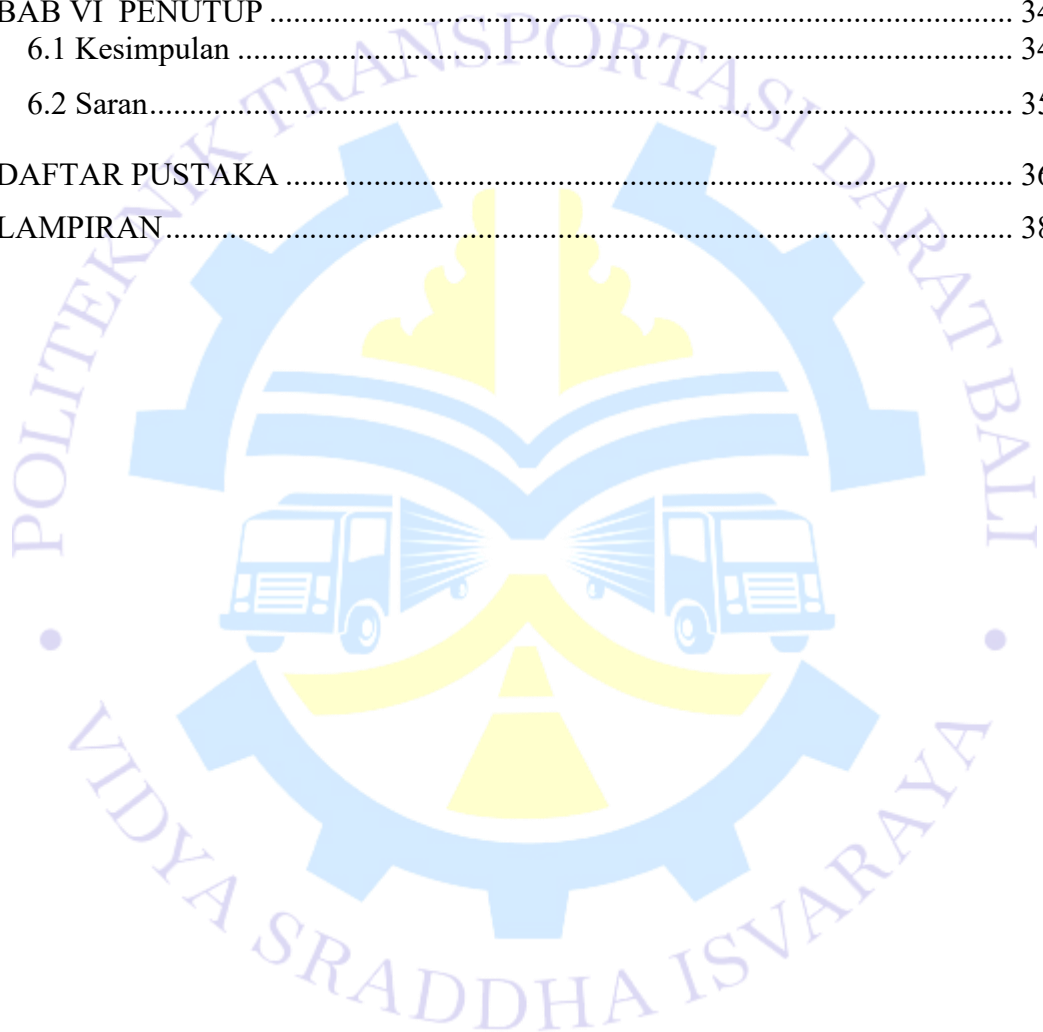 BAB VI PENUTUP ........................................................................................... 34
6.1 Kesimpulan ............................................................................................... 34
6.2 Saran.......................................................................................................... 35
DAFTAR PUSTAKA ......................................................................................... 36
LAMPIRAN........................................................................................................ 38
POLITEKNIK TRANSPORTASI DARAT BALI
• VIDYA SRADDHA ISVARAYA •